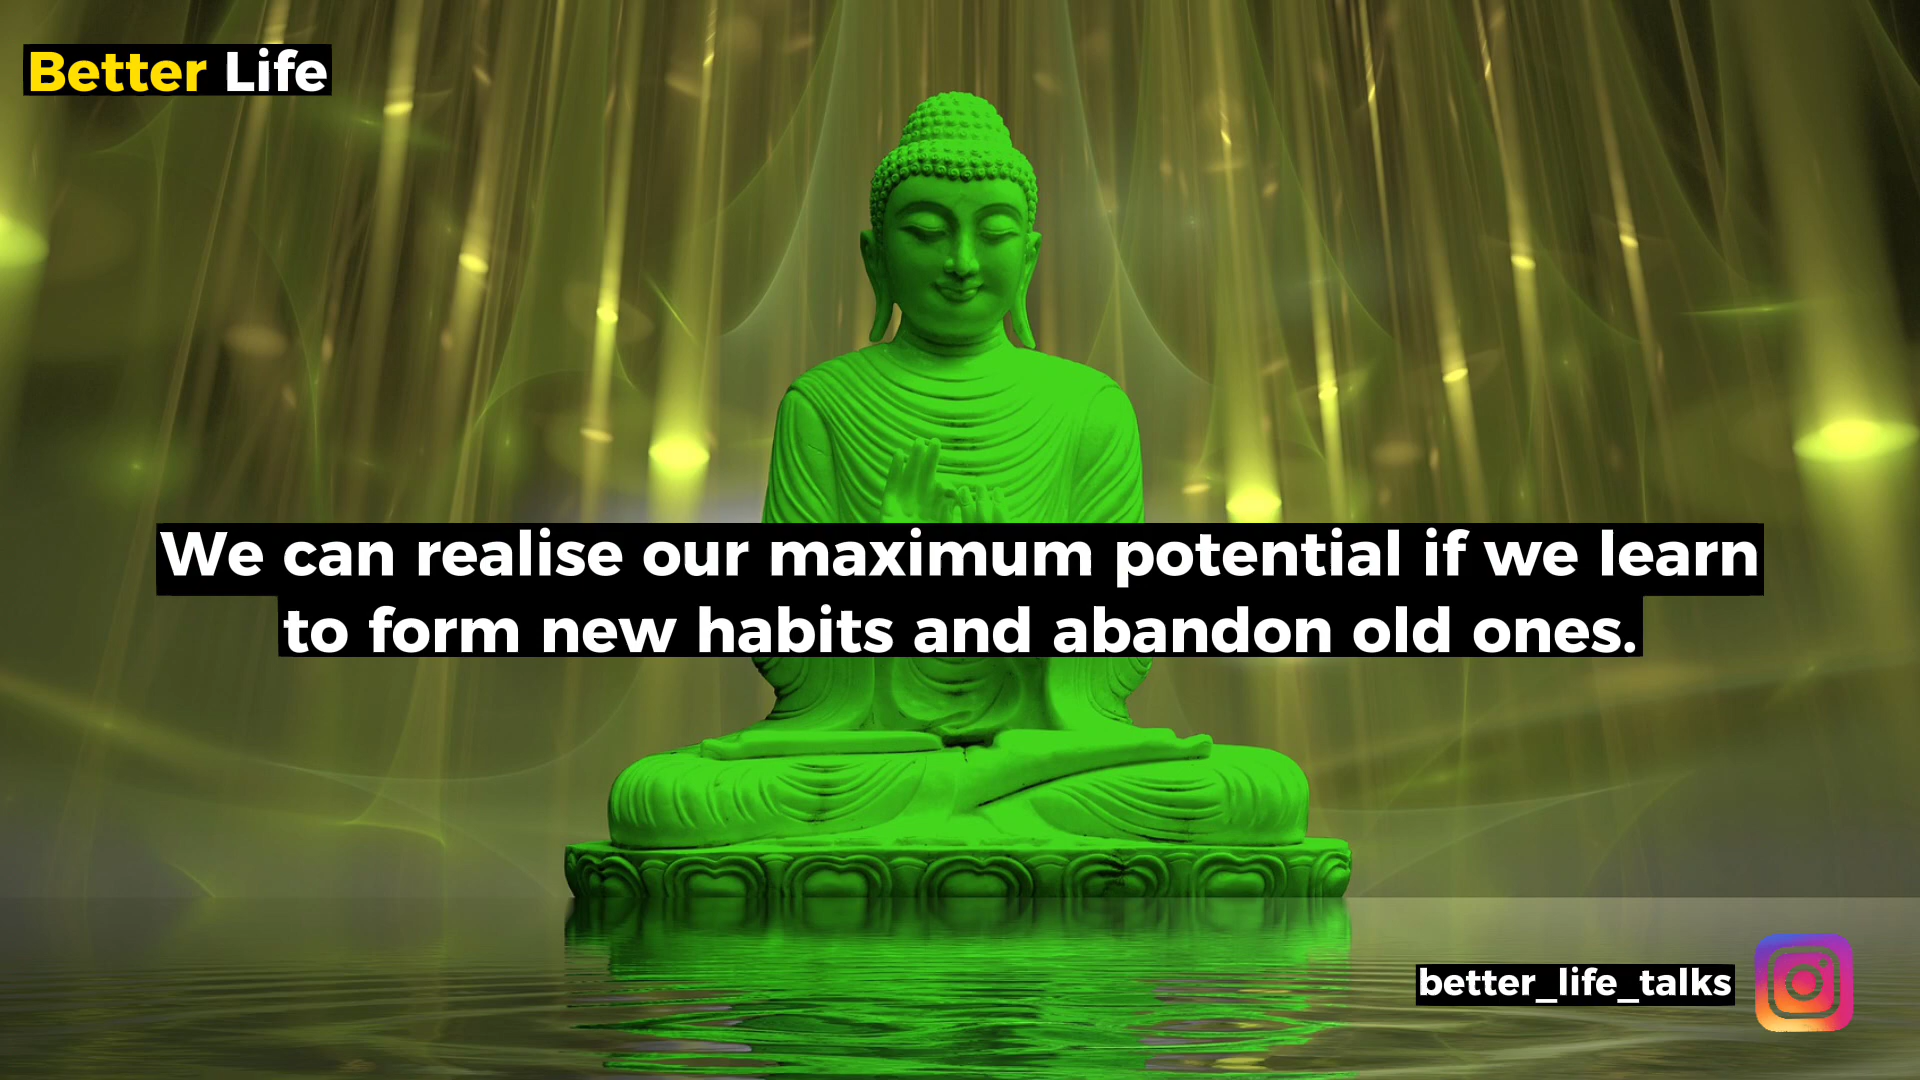 Better Life
We can realise our maximum potential if we learn
to form new habits and abandon old ones.
better_life_talks